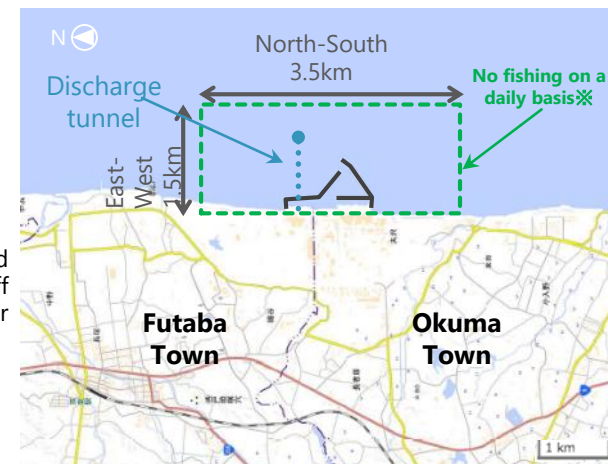 N
North-South
3.5km
Discharge
tunnel
No fishing on a
daily basis※
East-
West
1.5km
d
ff
r
Futaba
Town
Okuma
Town
1 km